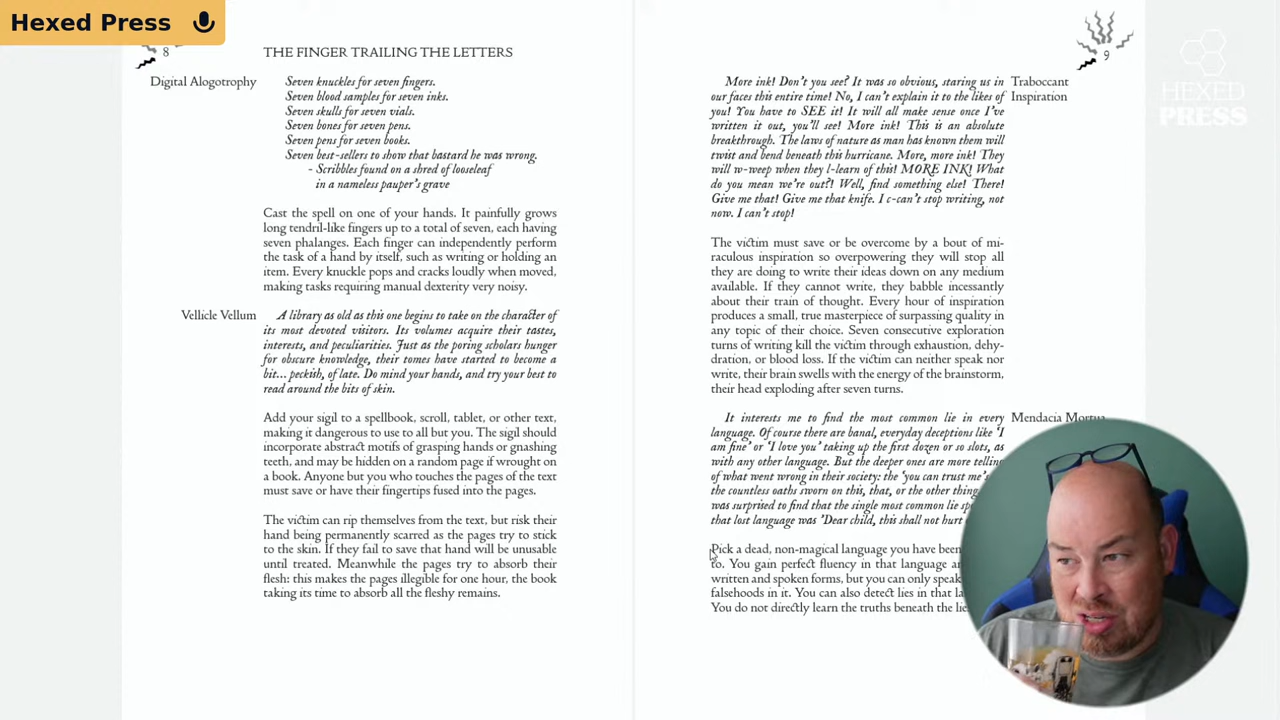 Hexed Press
8
THE FINGER TRAILING THE LETTERS
Digital Alogotrophy
Seven knuckles for seven fingers.
Seven blood samples for seven inks.
Seven skulls for seven vials.
Seven bones for seven pens.
Seven pens for seven books.
Seven best-sellers to show that bastard he was wrong.
- Scribbles found on a shred of looseleaf
in a nameless pauper's grave
Cast the spell on one of your hands. It painfully grows
long tendril-like fingers up to a total of seven, each having
seven phalanges. Each finger can independently perform
the task of a hand by itself, such as writing or holding an
item. Every knuckle pops and cracks loudly when moved,
making tasks requiring manual dexterity very noisy.
Vellicle Vellum
A library as old as this one begins to take on the character of
its most devoted visitors. Its volumes acquire their tastes,
interests, and peculiarities. Just as the poring scholars hunger
for obscure knowledge, their tomes have started to become a
bit... peckish, of late. Do mind your hands, and try your best to
read around the bits of skin.
Add your sigil to a spellbook, scroll, tablet, or other text,
making it dangerous to use to all but you. The sigil should
incorporate abstract motifs of grasping hands or gnashing
teeth, and may be hidden on a random page if wrought on
a book. Anyone but you who touches the pages of the text
must save or have their fingertips fused into the pages.
The victim can rip themselves from the text, but risk their
hand being permanently scarred as the pages try to stick
to the skin. If they fail to save that hand will be unusable
until treated. Meanwhile the pages try to absorb their
flesh: this makes the pages illegible for one hour, the book
taking its time to absorb all the fleshy remains.
9
Traboccant
Inspiration
More ink! Don't you see? It was so obvious, staring us in
our faces this entire time! No, I can't explain it to the likes of
you! You have to SEE it! It will all make sense once I've
written it out, you'll see! More ink! This is an absolute
breakthrough. The laws of nature as man has known them will
twist and bend beneath this hurricane. More, more ink! They
will w-weep when they l-learn of this! MORE INK! What
do you mean we're out?! Well, find something else! There!
Give me that! Give me that knife. I c-can't stop writing, not
now. I can't stop!
The victim must save or be overcome by a bout of mi-
raculous inspiration so overpowering they will stop all
they are doing to write their ideas down on any medium
available. If they cannot write, they babble incessantly
about their train of thought. Every hour of inspiration
produces a small, true masterpiece of surpassing quality in
any topic of their choice. Seven consecutive exploration
turns of writing kill the victim through exhaustion, dehy-
dration, or blood loss. If the victim can neither speak nor
write, their brain swells with the energy of the brainstorm,
their head exploding after seven turns.
Mendacia Mortua
It interests me to find the most common lie in every
language. Of course there are banal, everyday deceptions like 'I
am fine' or 'I love you' taking up the first dozen or so slots, as
with any other language. But the deeper ones are more telling
of what went wrong in their society: the 'you can trust me's
the countless oaths sworn on this, that, or the other thing
was surprised to find that the single most common lie
that lost language was 'Dear child, this shall not hurt
Pick a dead, non-magical language you have been
to. You gain perfect fluency in that language
written and spoken forms, but you can only speak
falsehoods in it. You can also detect lies in that
You do not directly learn the truths beneath the
HEXED
PRESS